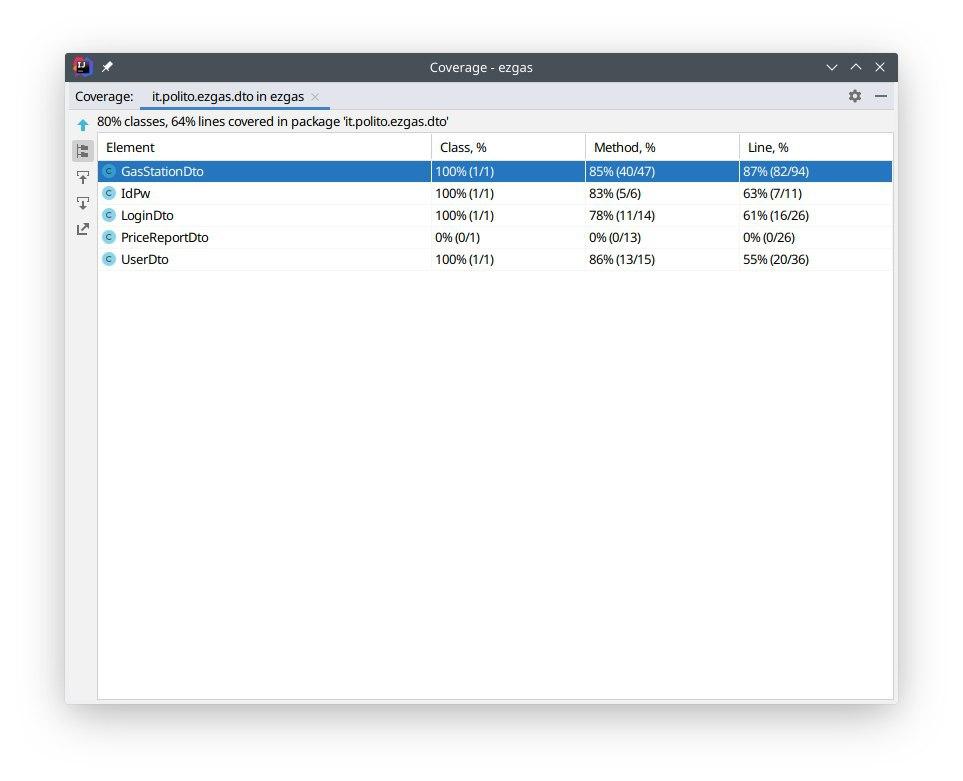 Coverage - ezgas
Coverage: it.polito.ezgas.dto in ezgas
80% classes, 64% lines covered in package 'it.polito.ezgas.dto'
Element Class, % Method, % Line, %
C GasStationDto 100% (1/1) 85% (40/47) 87% (82/94)
C IdPw 100% (1/1) 83% (5/6) 63% (7/11)
C LoginDto 100% (1/1) 78% (11/14) 61% (16/26)
C PriceReportDto 0% (0/1) 0% (0/13) 0% (0/26)
C UserDto 100% (1/1) 86% (13/15) 55% (20/36)